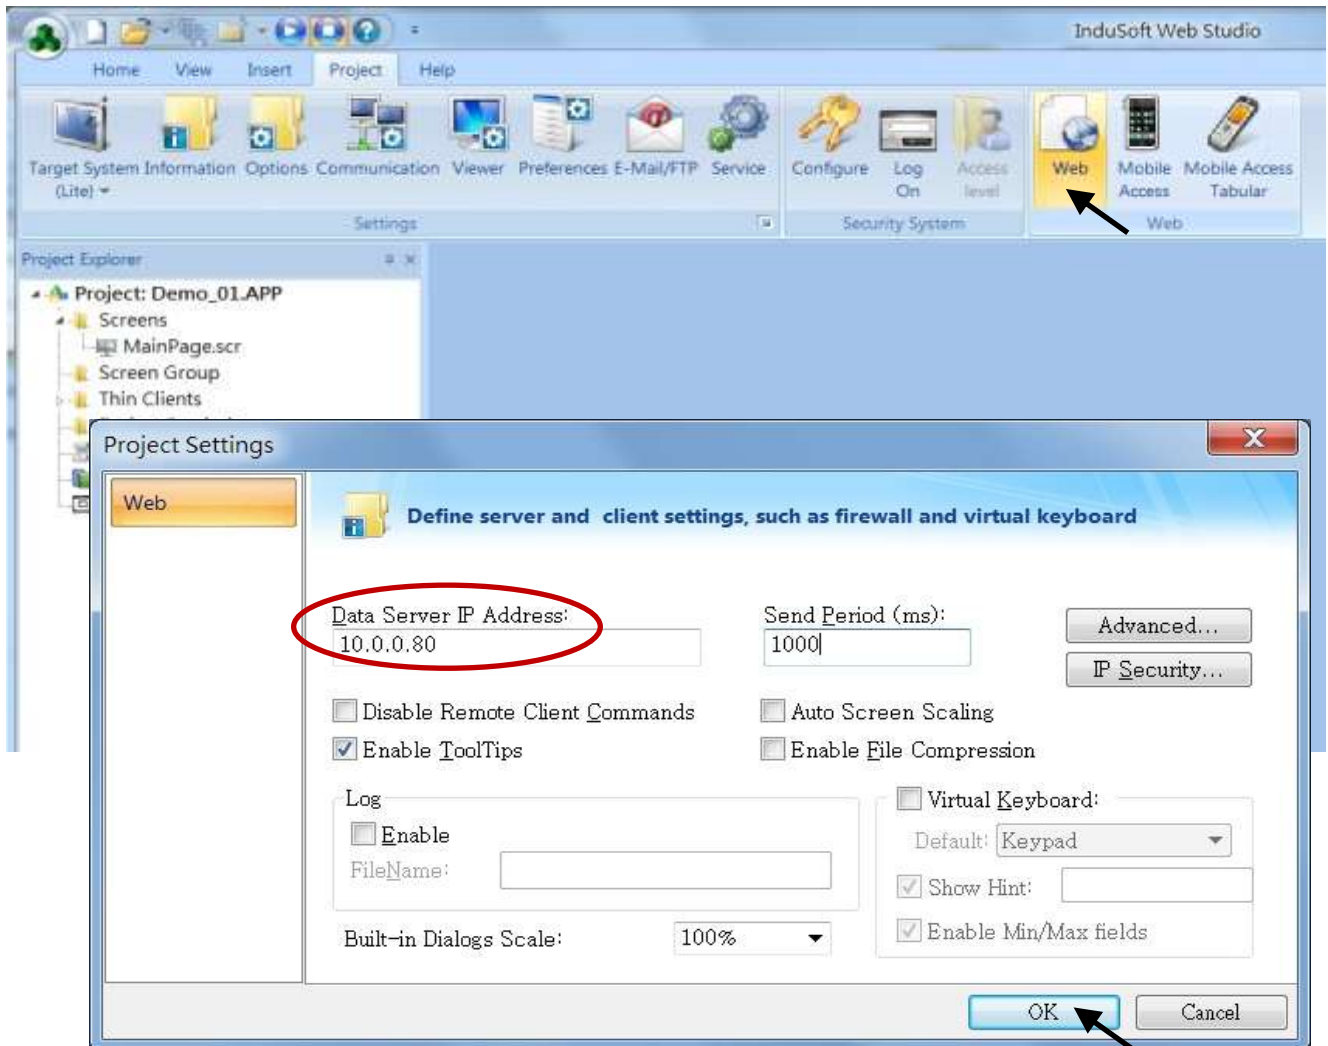 InduSoft Web Studio
Home View Insert Project Help
Target System (Lite) Information Options Communication Viewer Preferences E-Mail/FTP Service Configure Log On Access level Web Mobile Access Mobile Access Tabular
Settings Security System Web
Project Explorer
Project: Demo_01.APP
Screens
MainPage.scr
Screen Group
Thin Clients
Project Settings
Web
Define server and client settings, such as firewall and virtual keyboard
Data Server IP Address: Send Period (ms):
10.0.0.80 1000
Advanced...
IP Security...
Disable Remote Client Commands Auto Screen Scaling
Enable ToolTips Enable File Compression
Log Virtual Keyboard:
Enable Default: Keypad
FileName: Show Hint:
Built-in Dialogs Scale: 100% Enable Min/Max fields
OK Cancel